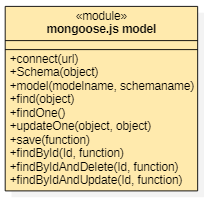 «module»
mongoose.js model
+connect(url)
+Schema(object)
+model(modelname, schemaname)
+find(object)
+findOne()
+updateOne(object, object)
+save(function)
+findById(Id, function)
+findByIdAndDelete(Id, function)
+findByIdAndUpdate(Id, function)